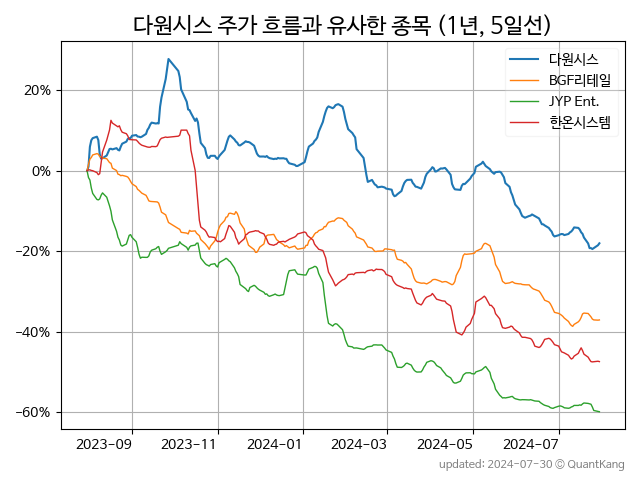 다원시스 주가 흐름과 유사한 종목 (1년, 5일선)
다원시스
BGF리테일
JYP Ent.
한온시스템
20%
0%
−20%
−40%
−60%
2023-09 2023-11 2024-01 2024-03 2024-05 2024-07
updated: 2024-07-30 © QuantKang